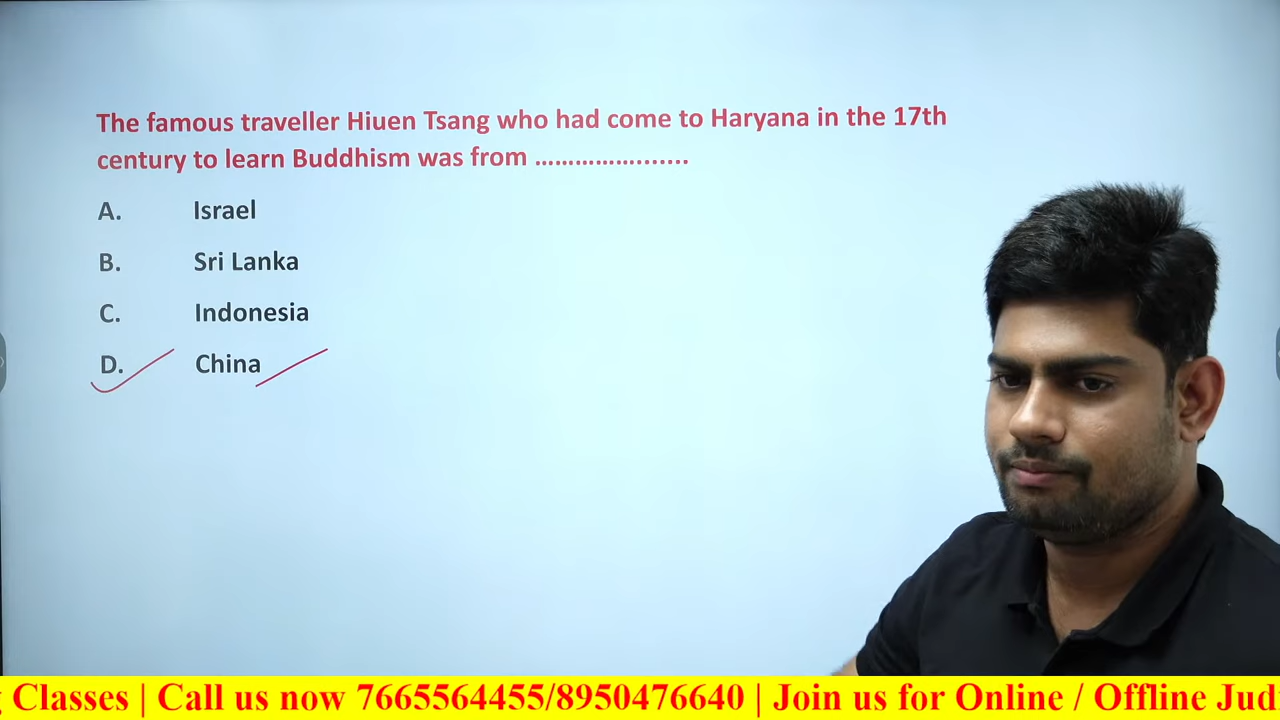 The famous traveller Hiuen Tsang who had come to Haryana in the 17th
century to learn Buddhism was from ......................
A. Israel
B. Sri Lanka
C. Indonesia
D. China
Classes | Call us now 7665564455/8950476640 | Join us for Online / Offline Jud